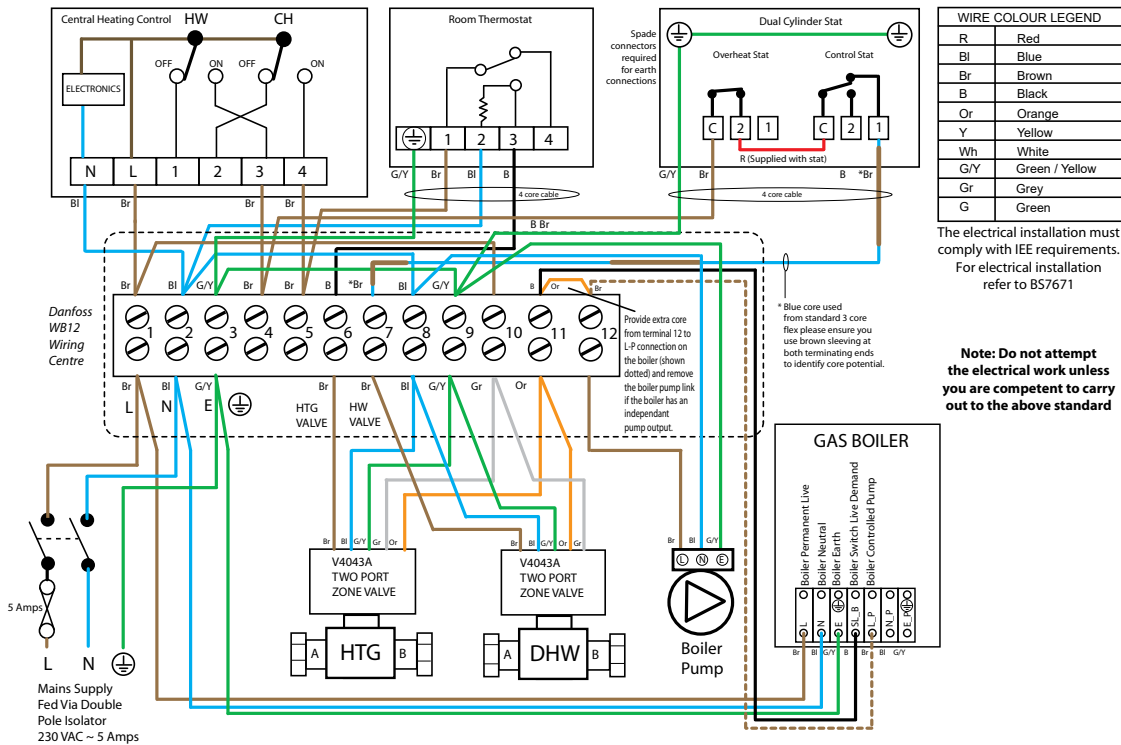 Central Heating Control
HW
CH
OFF
ON
OFF
ON
ELECTRONICS
N
L
1
2
3
4
Bl
Br
Br
Br
Room Thermostat
1
2
3
4
G/Y
Br
Bl
B
4 core cable
Dual Cylinder Stat
Spade
connectors
required
for earth
connections
Overheat Stat
Control Stat
C
2
1
C
2
1
R (Supplied with stat)
G/Y
Br
B
*Br
4 core cable
B Br
WIRE COLOUR LEGEND
R Red
Bl Blue
Br Brown
B Black
Or Orange
Y Yellow
Wh White
G/Y Green / Yellow
Gr Grey
G Green
The electrical installation must
comply with IEE requirements.
For electrical installation
refer to BS7671
Note: Do not attempt
the electrical work unless
you are competent to carry
out to the above standard
* Blue core used
from standard 3 core
flex please ensure you
use brown sleeving at
both terminating ends
to identify core potential.
Danfoss
WB12
Wiring
Centre
Br
Bl
G/Y
Br
Br
B
*Br
Bl
G/Y
B
Or
Br
1
2
3
4
5
6
7
8
9
10
11
12
Provide extra core
from terminal 12 to
L-P connection on
the boiler (shown
dotted) and remove
the boiler pump link
if the boiler has an
independant
pump output.
Br
Bl
G/Y
Br
Br
Bl
G/Y
Gr
Or
L
N
E
HTG
VALVE
HW
VALVE
5 Amps
L
N
Mains Supply
Fed Via Double
Pole Isolator
230 VAC ~ 5 Amps
Br
Bl
G/Y
Gr
Or
V4043A
TWO PORT
ZONE VALVE
A
HTG
B
Br
Bl
G/Y
Or
Gr
V4043A
TWO PORT
ZONE VALVE
A
DHW
B
Br
Bl
G/Y
L
N
E
Boiler
Pump
GAS BOILER
Boiler Permanent Live
Boiler Neutral
Boiler Earth
Boiler Switch Live Demand
Boiler Controlled Pump
L
N
E
SL_B
L_P
N_P
E_P
Br
Bl
G/Y
B
Br
Bl
G/Y